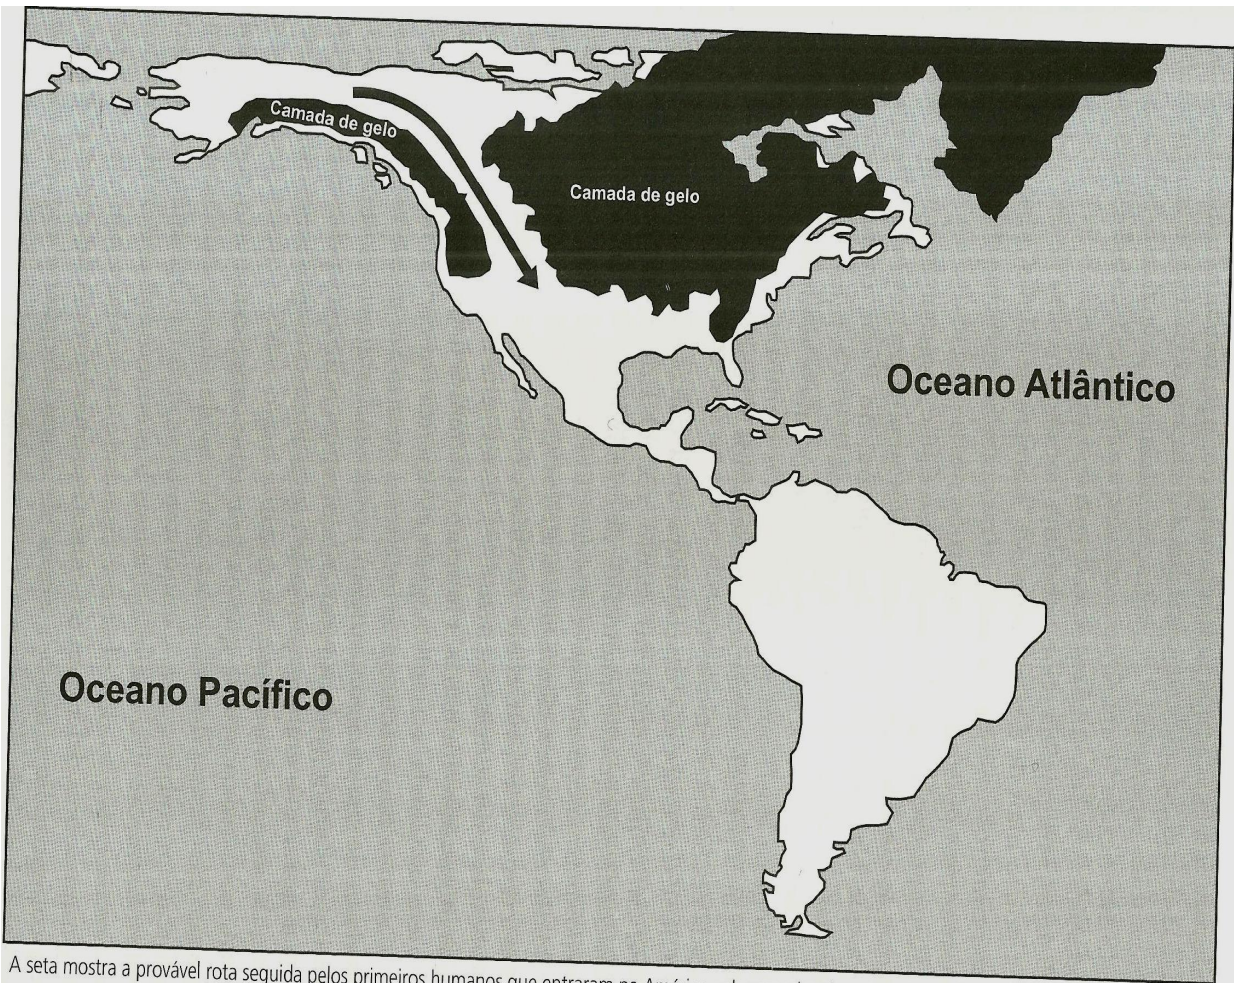 Camada de gelo
Camada de gelo
Oceano Atlântico
Oceano Pacífico
A seta mostra a provável rota seguida pelos primeiros humanos que entraram na